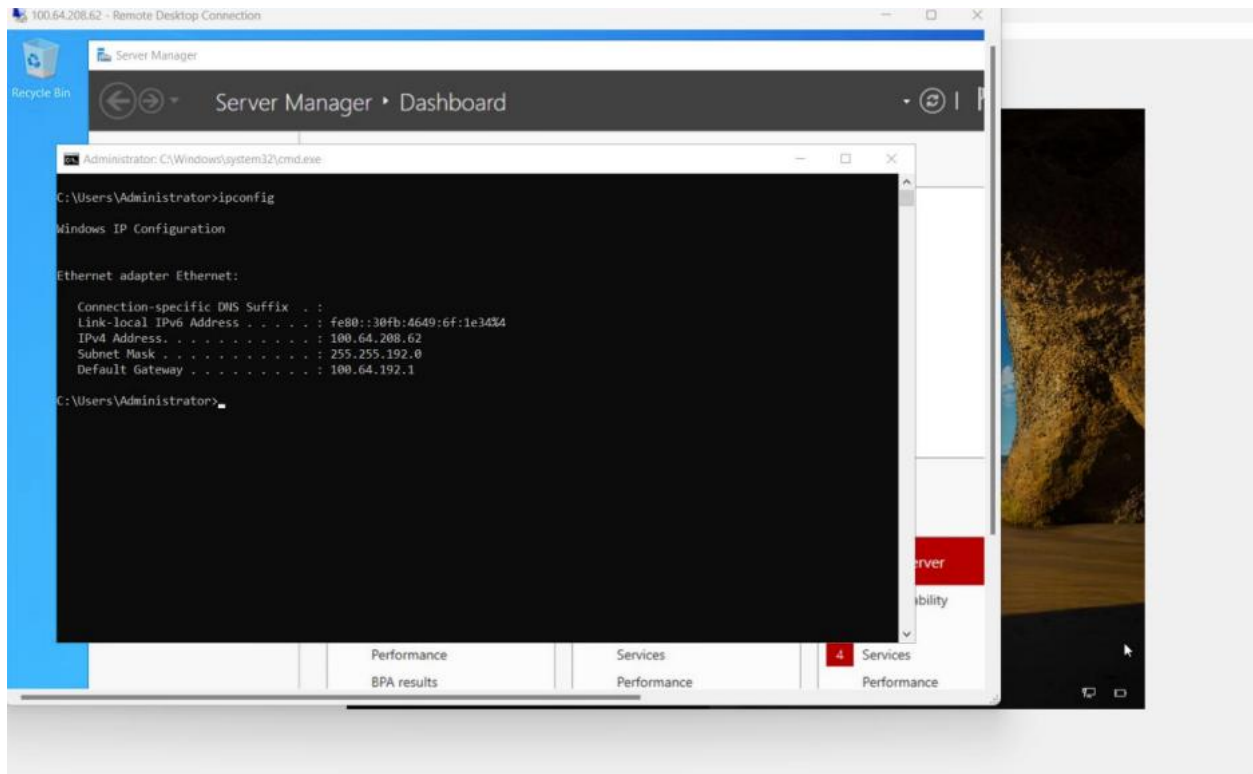 100.64.208.62 - Remote Desktop Connection
Server Manager
Recycle Bin
Server Manager • Dashboard
Administrator: C:\Windows\system32\cmd.exe
C:\Users\Administrator>ipconfig
Windows IP Configuration
Ethernet adapter Ethernet:
Connection-specific DNS Suffix . :
Link-local IPv6 Address . . . . . : fe80::30fb:4649:6f:1e34%4
IPv4 Address. . . . . . . . . . . : 100.64.208.62
Subnet Mask . . . . . . . . . . . : 255.255.192.0
Default Gateway . . . . . . . . . : 100.64.192.1
C:\Users\Administrator>
erver
ability
Performance Services 4 Services
BPA results Performance Performance